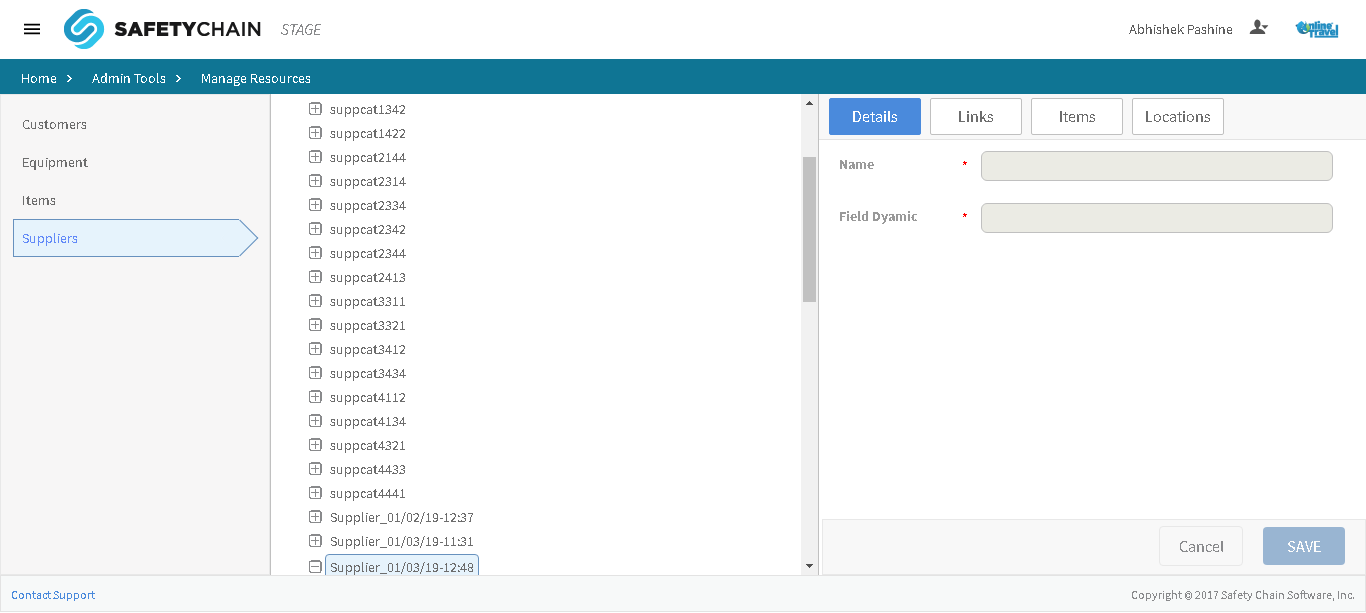 SAFETYCHAIN STAGE
Abhishek Pashine
Online Travel
Home > Admin Tools > Manage Resources
Customers
Equipment
Items
Suppliers
suppcat1342
suppcat1422
suppcat2144
suppcat2314
suppcat2334
suppcat2342
suppcat2344
suppcat2413
suppcat3311
suppcat3321
suppcat3412
suppcat3434
suppcat4112
suppcat4134
suppcat4321
suppcat4433
suppcat4441
Supplier_01/02/19-12:37
Supplier_01/03/19-11:31
Supplier_01/03/19-12:48
Details Links Items Locations
Name *
Field Dyamic *
Cancel SAVE
Contact Support
Copyright © 2017 Safety Chain Software, Inc.